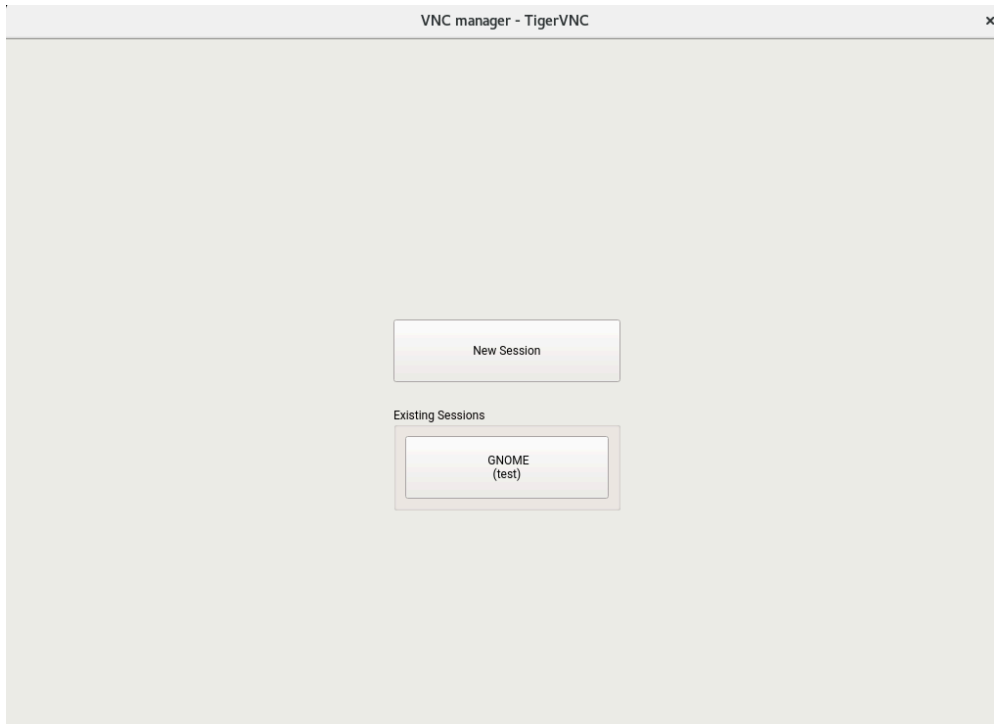 VNC manager - TigerVNC
New Session
Existing Sessions
GNOME
(test)